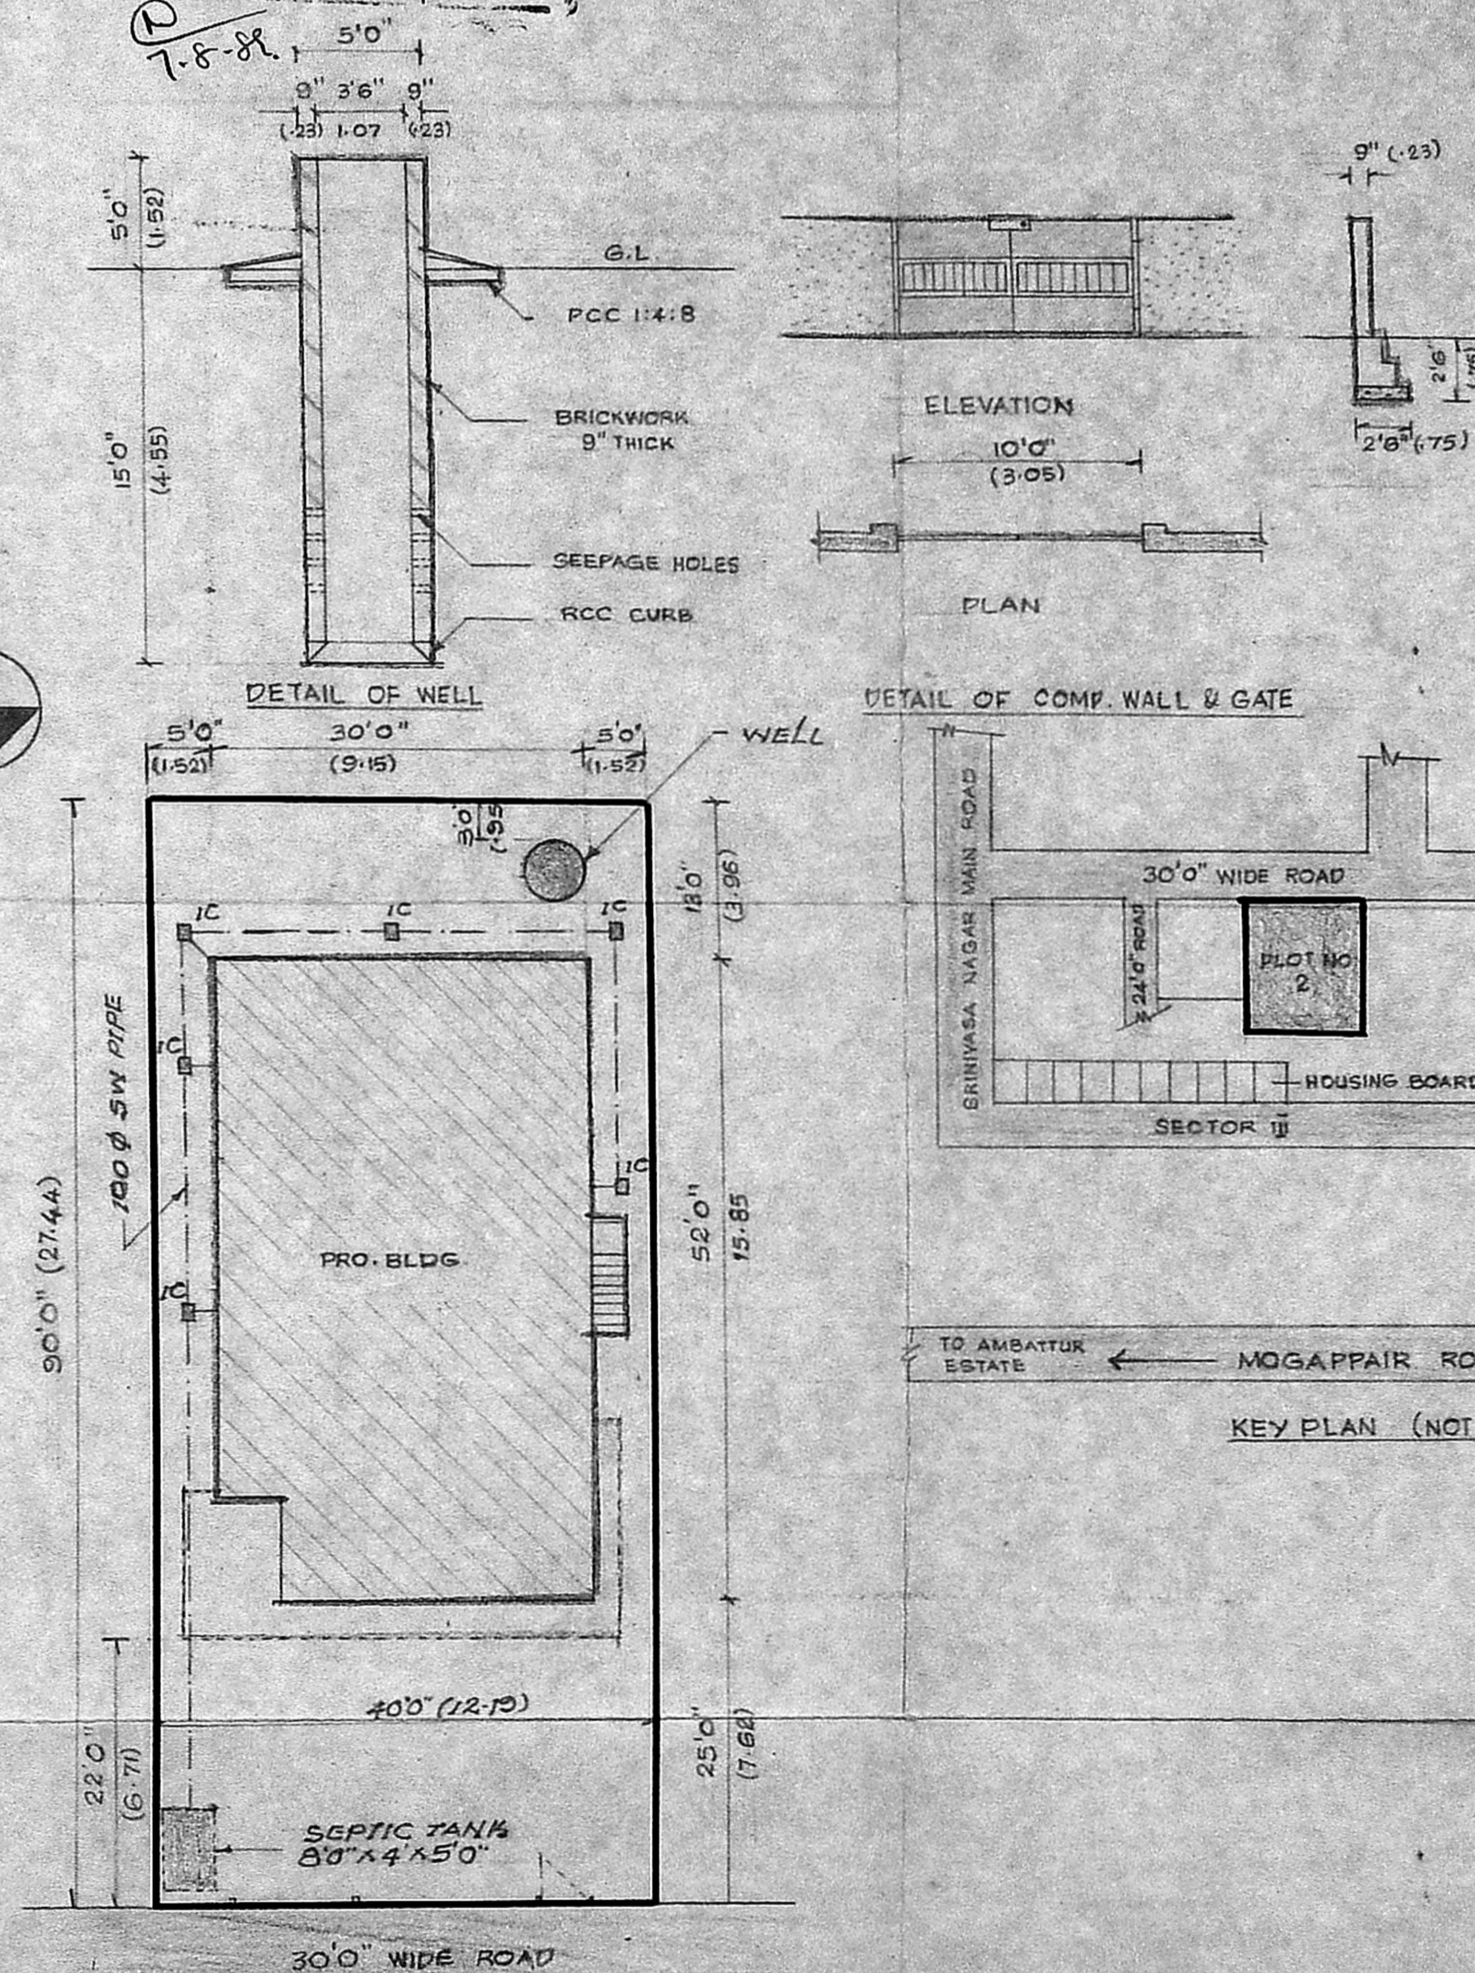 7-8-82.
5'0"
9" 3'6" 9"
(.23) 1.07 (.23)
5'0"
(1.52)
G.L.
PCC 1:4:8
BRICKWORK
9" THICK
15'0"
(4.55)
SEEPAGE HOLES
RCC CURB
DETAIL OF WELL
9" (.23)
ELEVATION
10'0"
(3.05)
2'6"
2'6" (.75)
PLAN
DETAIL OF COMP. WALL & GATE
5'0" 30'0" 5'0"
(1.52) (9.15) (1.52)
WELL
3'0"
(.95
13'0"
(3.96)
IC IC IC
IC
IC
IC
100 Ø SW PIPE
90'0" (27.44)
PRO. BLDG
52'0"
15.85
40'0" (12.19)
22'0"
(6.71)
25'0"
(7.62)
SEPTIC TANK
8'0"X4'X5'0"
30'0" WIDE ROAD
SRINIVASA NAGAR MAIN ROAD
30'0" WIDE ROAD
24'0" ROAD
PLOT NO
2
HOUSING BOARD
SECTOR III
TO AMBATTUR
ESTATE
MOGAPPAIR RO
KEY PLAN (NOT